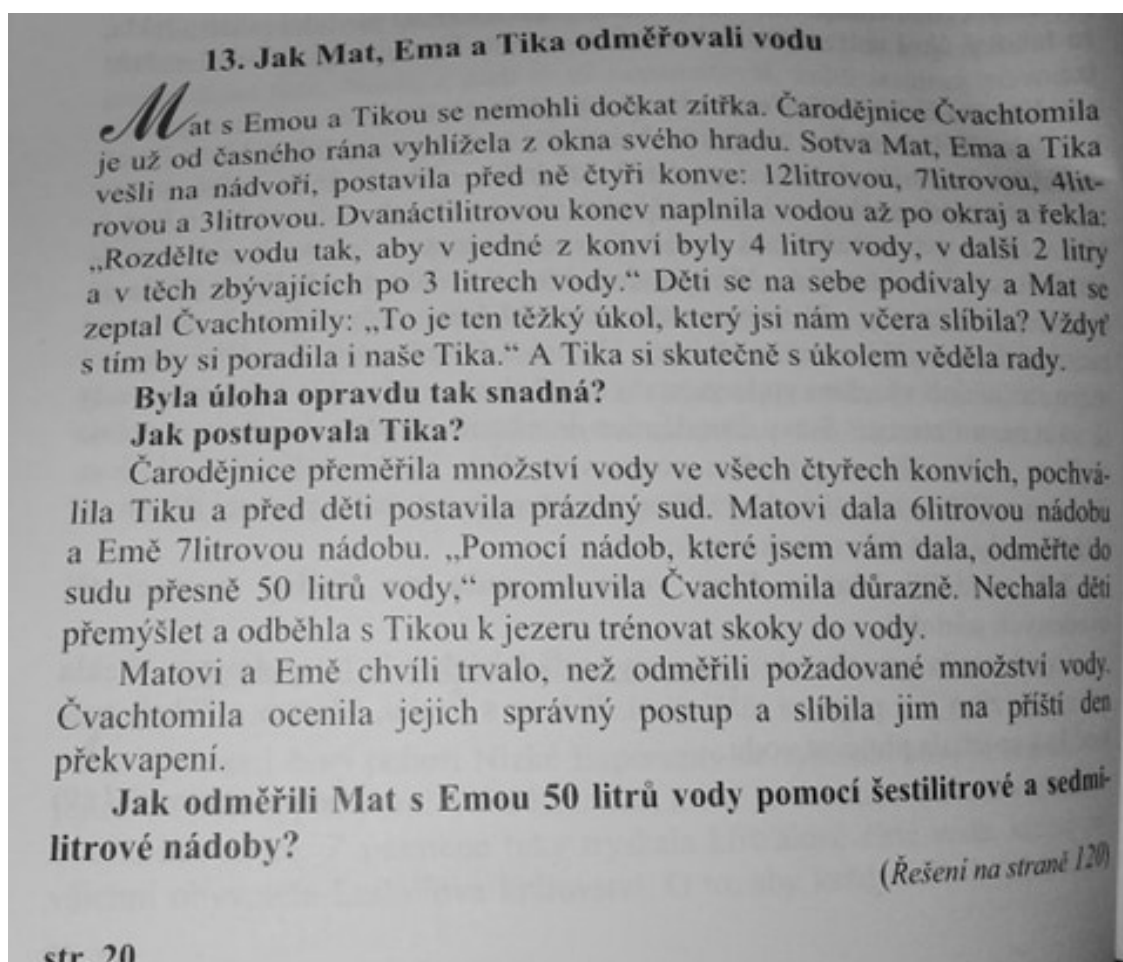 13. Jak Mat, Ema a Tika odměřovali vodu
Mat s Emou a Tikou se nemohli dočkat zítřka. Čarodějnice Čvachtomila
je už od časného rána vyhlížela z okna svého hradu. Sotva Mat, Ema a Tika
vešli na nádvoří, postavila před ně čtyři konve: 12litrovou, 7litrovou, 4lit-
rovou a 3litrovou. Dvanáctilitrovou konev naplnila vodou až po okraj a řekla:
„Rozdělte vodu tak, aby v jedné z konví byly 4 litry vody, v další 2 litry
a v těch zbývajících po 3 litrech vody.“ Děti se na sebe podívaly a Mat se
zeptal Čvachtomily: „To je ten těžký úkol, který jsi nám včera slíbila? Vždyť
s tím by si poradila i naše Tika.“ A Tika si skutečně s úkolem věděla rady.
Byla úloha opravdu tak snadná?
Jak postupovala Tika?
Čarodějnice přeměřila množství vody ve všech čtyřech konvích, pochvá-
lila Tiku a před děti postavila prázdný sud. Matovi dala 6litrovou nádobu
a Emě 7litrovou nádobu. „Pomocí nádob, které jsem vám dala, odměřte do
sudu přesně 50 litrů vody,“ promluvila Čvachtomila důrazně. Nechala děti
přemýšlet a odběhla s Tikou k jezeru trénovat skoky do vody.
Matovi a Emě chvíli trvalo, než odměřili požadované množství vody.
Čvachtomila ocenila jejich správný postup a slíbila jim na příští den
překvapení.
Jak odměřili Mat s Emou 50 litrů vody pomocí šestilitrové a sedmi-
litrové nádoby?
(Řešení na straně 120)
str. 20